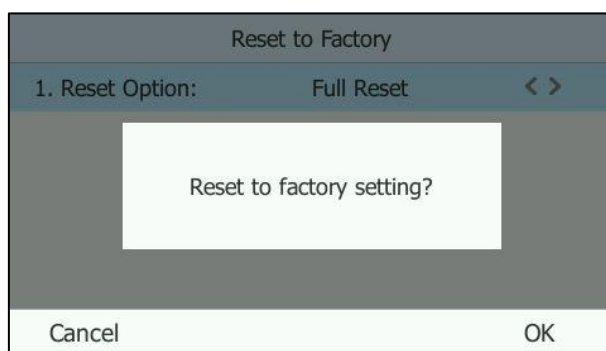 Reset to Factory
1. Reset Option: Full Reset < >
Reset to factory setting?
Cancel OK